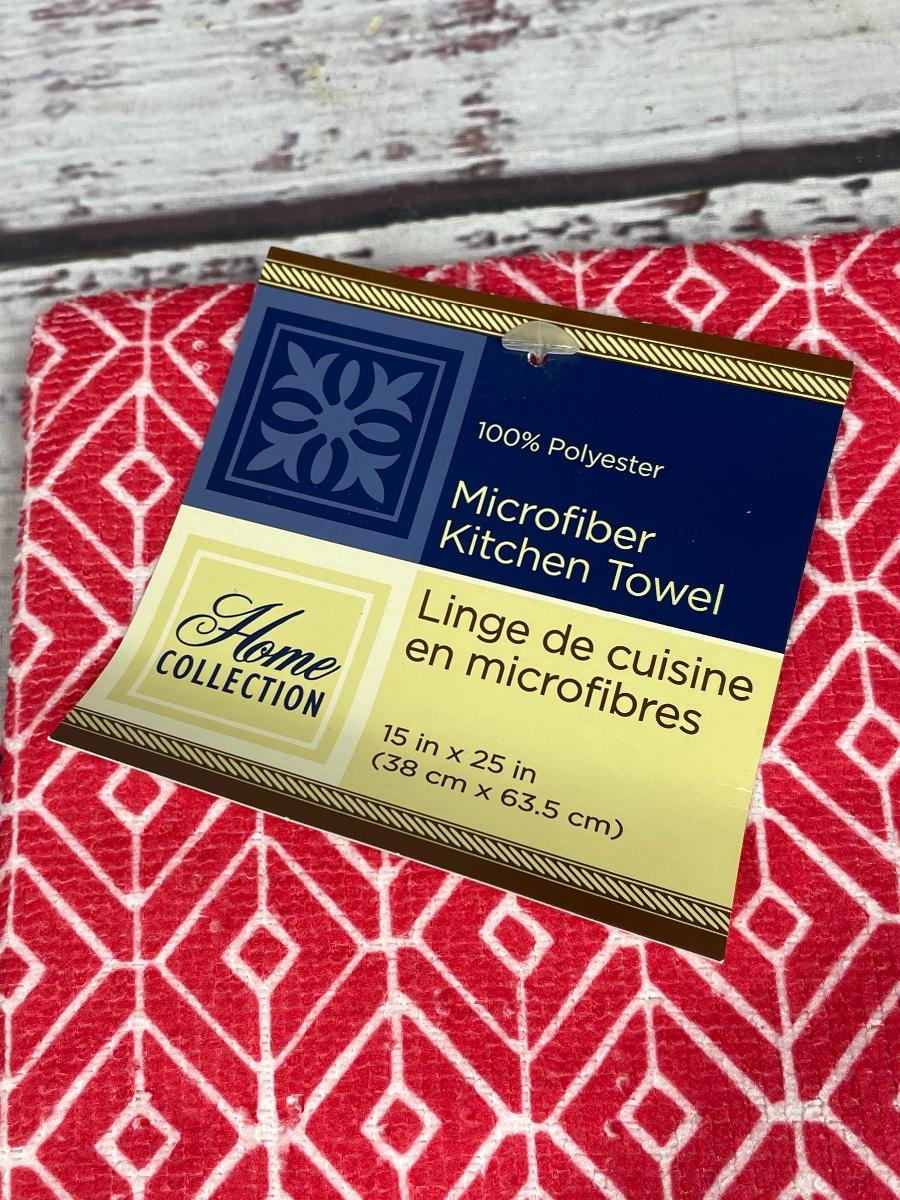 100% Polyester
Microfiber
Kitchen Towel
Home
COLLECTION
Linge de cuisine
en microfibres
15 in x 25 in
(38 cm x 63.5 cm)